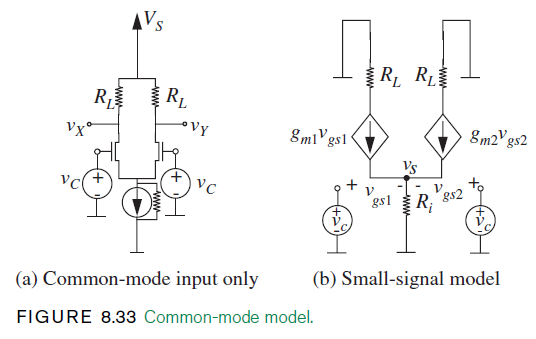 V_S
R_L R_L
v_X v_Y
v_C + - + - v_C
R_L R_L
g_m1 v_gs1 g_m2 v_gs2
v_S
+ v_gs1 - - v_gs2 +
R_i
+ v_C - + v_C -
(a) Common-mode input only (b) Small-signal model
FIGURE 8.33 Common-mode model.